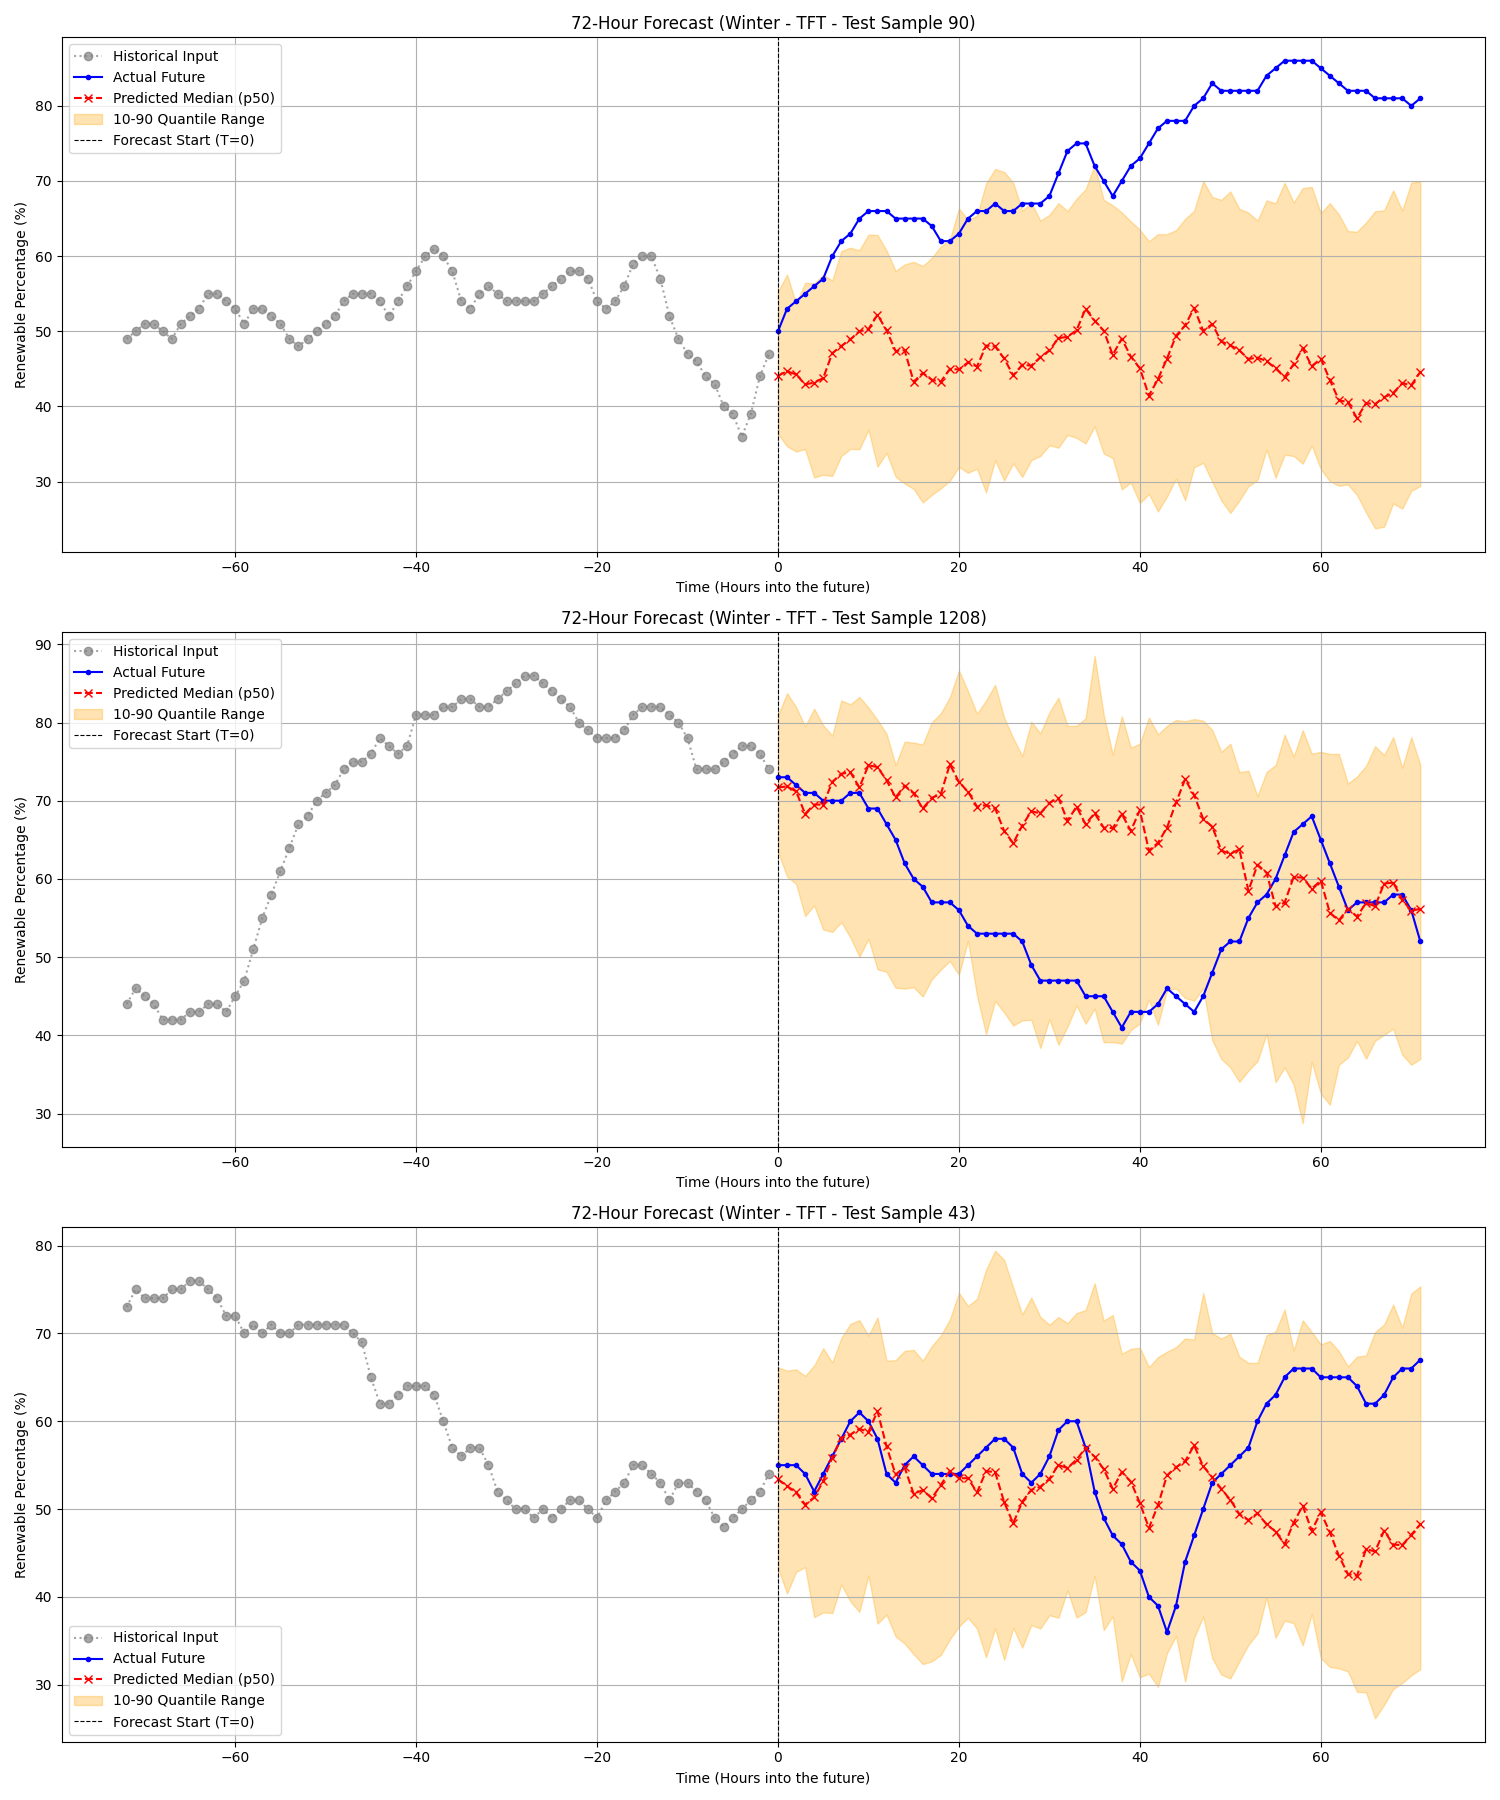 72-Hour Forecast (Winter - TFT - Test Sample 90)
Historical Input
Actual Future
Predicted Median (p50)
10-90 Quantile Range
Forecast Start (T=0)
Renewable Percentage (%)
80
70
60
50
40
30
−60 −40 −20 0 20 40 60
Time (Hours into the future)
72-Hour Forecast (Winter - TFT - Test Sample 1208)
Historical Input
Actual Future
Predicted Median (p50)
10-90 Quantile Range
Forecast Start (T=0)
Renewable Percentage (%)
90
80
70
60
50
40
30
−60 −40 −20 0 20 40 60
Time (Hours into the future)
72-Hour Forecast (Winter - TFT - Test Sample 43)
Renewable Percentage (%)
80
70
60
50
40
30
Historical Input
Actual Future
Predicted Median (p50)
10-90 Quantile Range
Forecast Start (T=0)
−60 −40 −20 0 20 40 60
Time (Hours into the future)